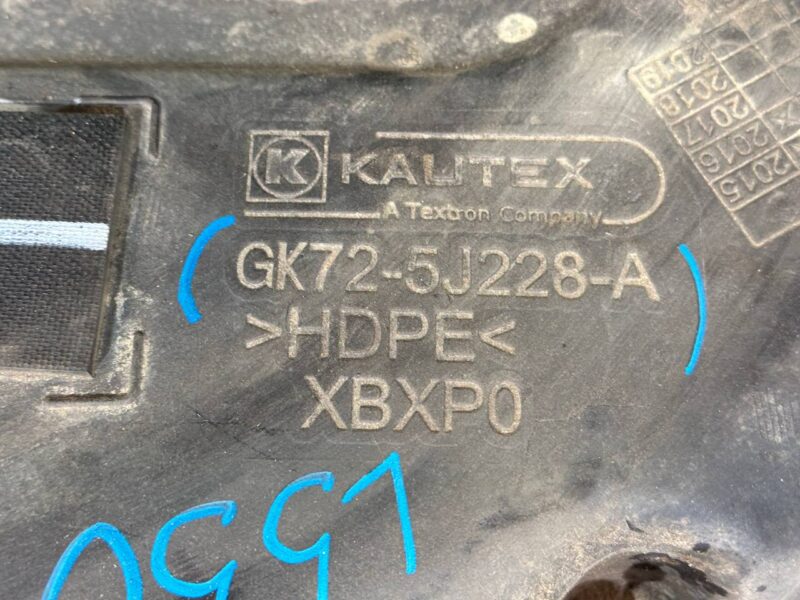 K KAUTEX
A Textron Company
GK72-5J228-A
>HDPE<
XBXP0
2019
2018
2017
2016
2015